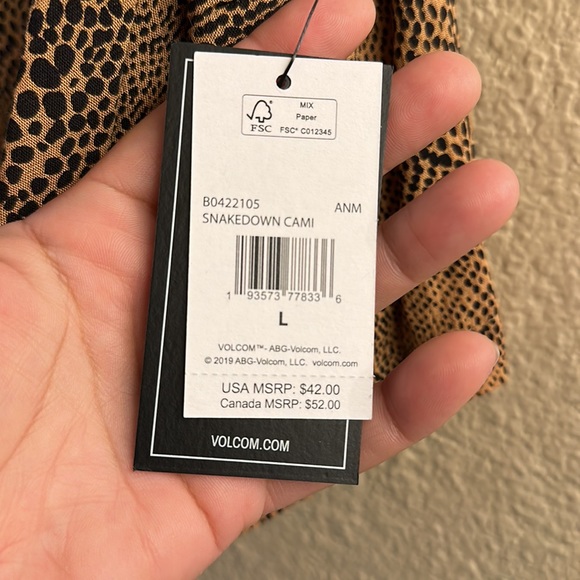 MIX
Paper
FSC
FSC® C012345
B0422105 ANM
SNAKEDOWN CAMI
1 93573 77833 6
L
VOLCOM™- ABG-Volcom, LLC.
© 2019 ABG-Volcom, LLC. volcom.com
USA MSRP: $42.00
Canada MSRP: $52.00
VOLCOM.COM